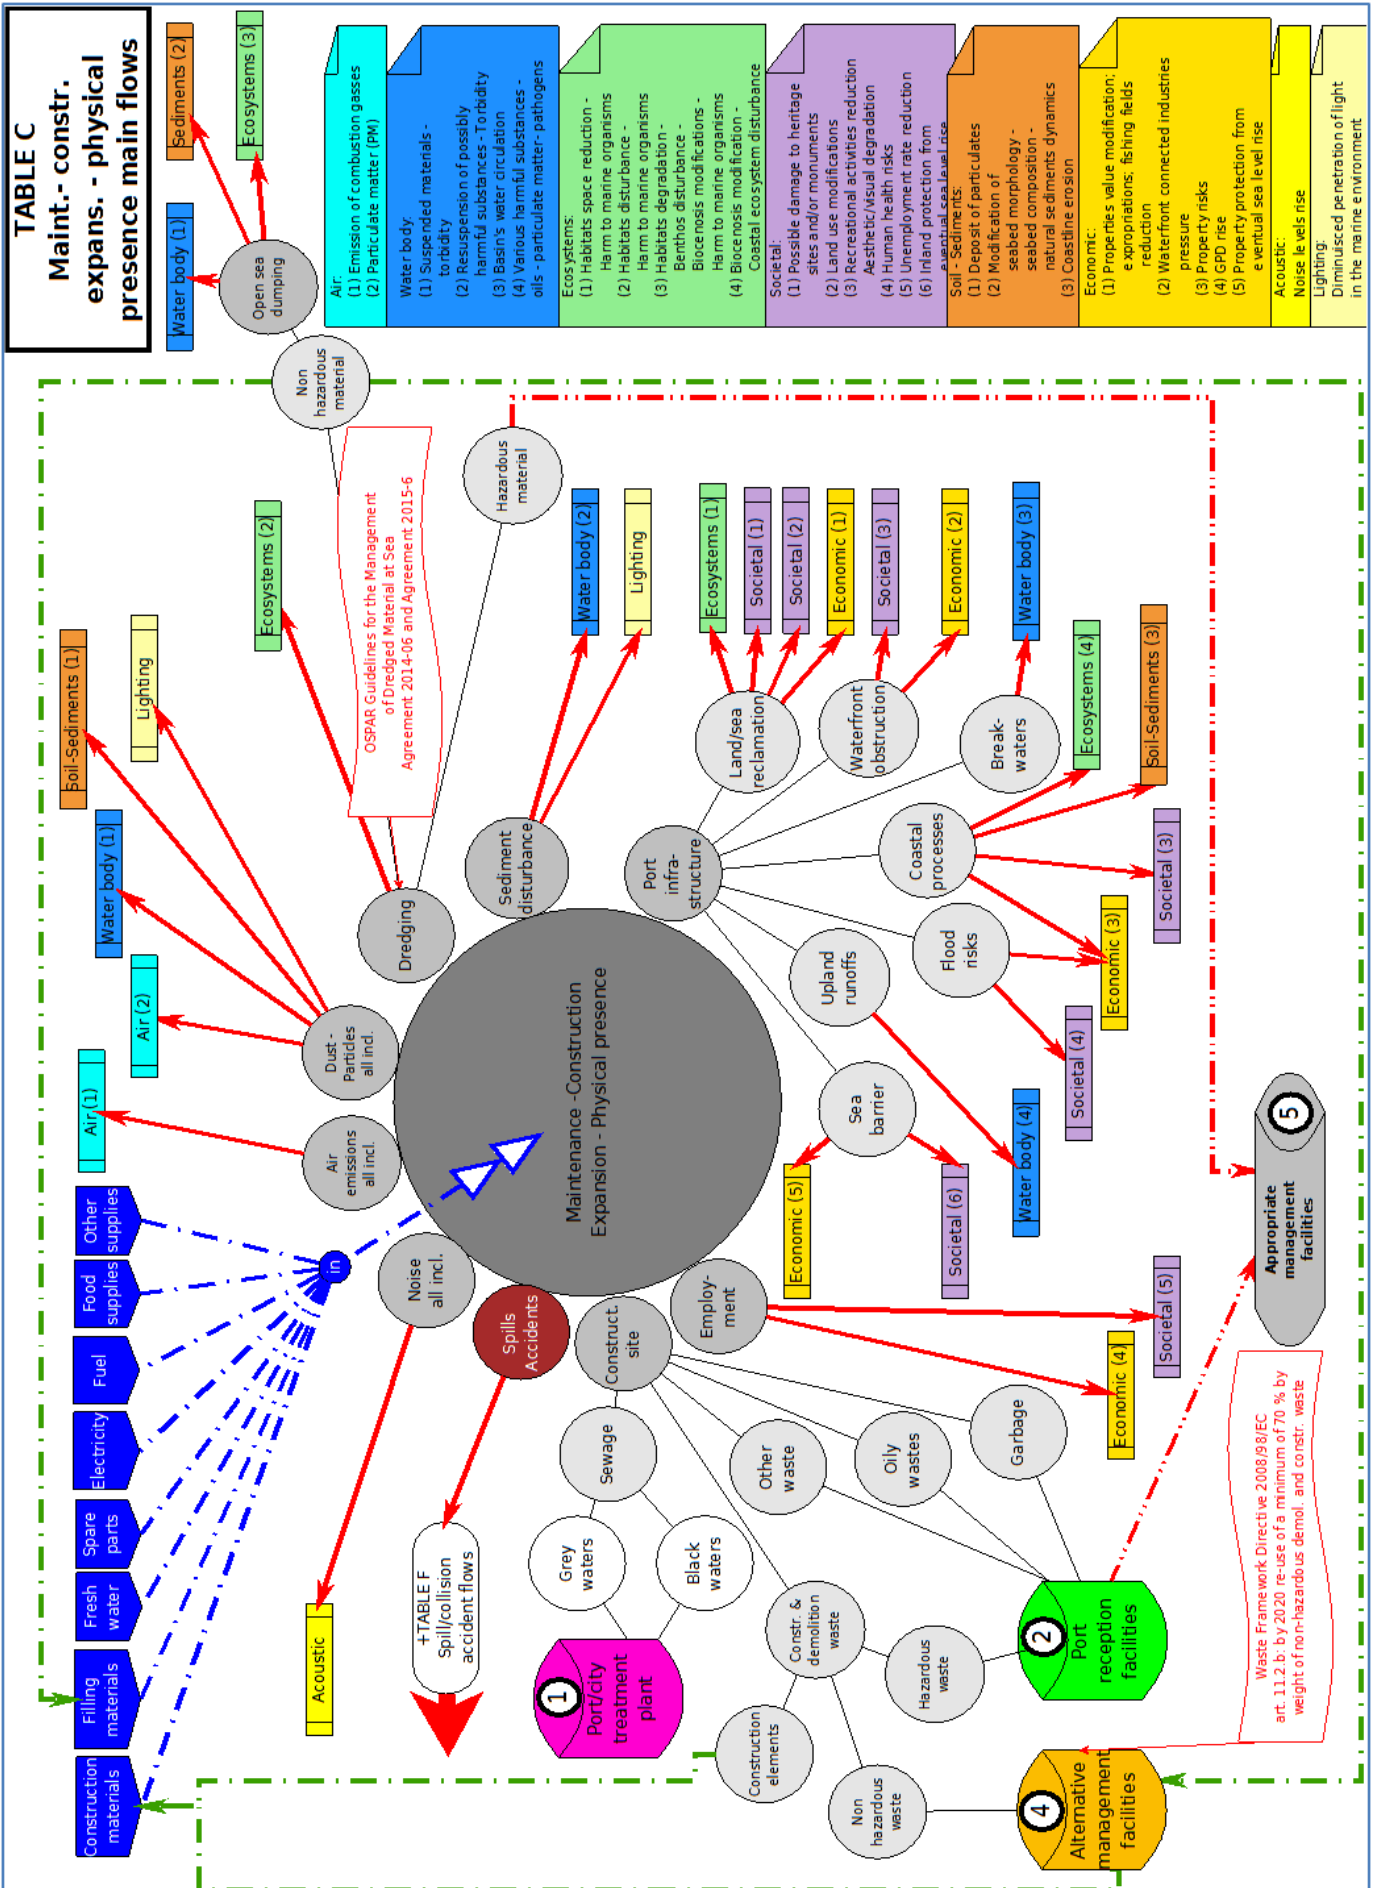 TABLE C
Maint.- constr.
expans. - physical
presence main flows
Sediments (2)
Ecosystems (3)
Water body (1)
Open sea
dumping
Non
hazardous
material
Air:
(1) Emission of combustion gasses
(2) Particulate matter (PM)
Water body:
(1) Suspended materials -
torbidity
(2) Resuspension of possibly
harmful substances - Torbidity
(3) Basin's water circulation
(4) Various harmful substances -
oils - particulate matter - pathogens
Ecosystems:
(1) Habitats space reduction -
Harm to marine organisms
(2) Habitats disturbance -
Harm to marine organisms
(3) Habitats degradation -
Benthos disturbance -
Biocenosis modifications -
Harm to marine organisms
(4) Biocenosis modification -
Coastal ecosystem disturbance
Societal:
(1) Possible damage to heritage
sites and/or monuments
(2) Land use modifications
(3) Recreational activities reduction
Aesthetic/visual degradation
(4) Human health risks
(5) Unemployment rate reduction
(6) Inland protection from
eventual sea level rise
Soil - Sediments:
(1) Deposit of particulates
(2) Modification of
seabed morphology -
seabed composition -
natural sediments dynamics
(3) Coastline erosion
Economic:
(1) Properties value modification;
expropriations; fishing fields
reduction
(2) Waterfront connected industries
pressure
(3) Property risks
(4) GPD rise
(5) Property protection from
eventual sea level rise
Acoustic:
Noise levels rise
Lighting:
Diminuisced penetration of light
in the marine environment
Soil-Sediments (1)
Lighting
Water body (1)
Air (2)
Air (1)
Ecosystems (2)
OSPAR Guidelines for the Management
of Dredged Material at Sea
Agreement 2014-06 and Agreement 2015-6
Hazardous
material
Water body (2)
Lighting
Ecosystems (1)
Societal (1)
Societal (2)
Economic (1)
Societal (3)
Economic (2)
Water body (3)
Ecosystems (4)
Soil-Sediments (3)
Societal (3)
Economic (3)
Societal (4)
Water body (4)
Societal (6)
Economic (5)
Dredging
Sediment
disturbance
Port
infra-
structure
Land/sea
reclamation
Waterfront
obstruction
Break-
waters
Coastal
processes
Flood
risks
Upland
runoffs
Sea
barrier
Dust -
Particles
all incl.
Air
emissions
all incl.
Maintenance -Construction
Expansion - Physical presence
in
Other
supplies
Food
supplies
Fuel
Electricity
Spare
parts
Fresh
water
Filling
materials
Construction
materials
Noise
all incl.
Spills
Accidents
Construct.
site
Employ-
ment
Societal (5)
Economic (4)
Acoustic
+TABLE F
Spill/collision
accident flows
Sewage
Grey
waters
Black
waters
Other
waste
Oily
wastes
Garbage
Constr. &
demolition
waste
Hazardous
waste
Construction
elements
Non
hazardous
waste
1
Port/city
treatment
plant
2
Port
reception
facilities
4
Alternative
management
facilities
5
Appropriate
management
facilities
Waste Framework Directive 2008/98/EC
art. 11.2.b: by 2020 re-use of a minimum of 70 % by
weight of non-hazardous demol. and constr. waste